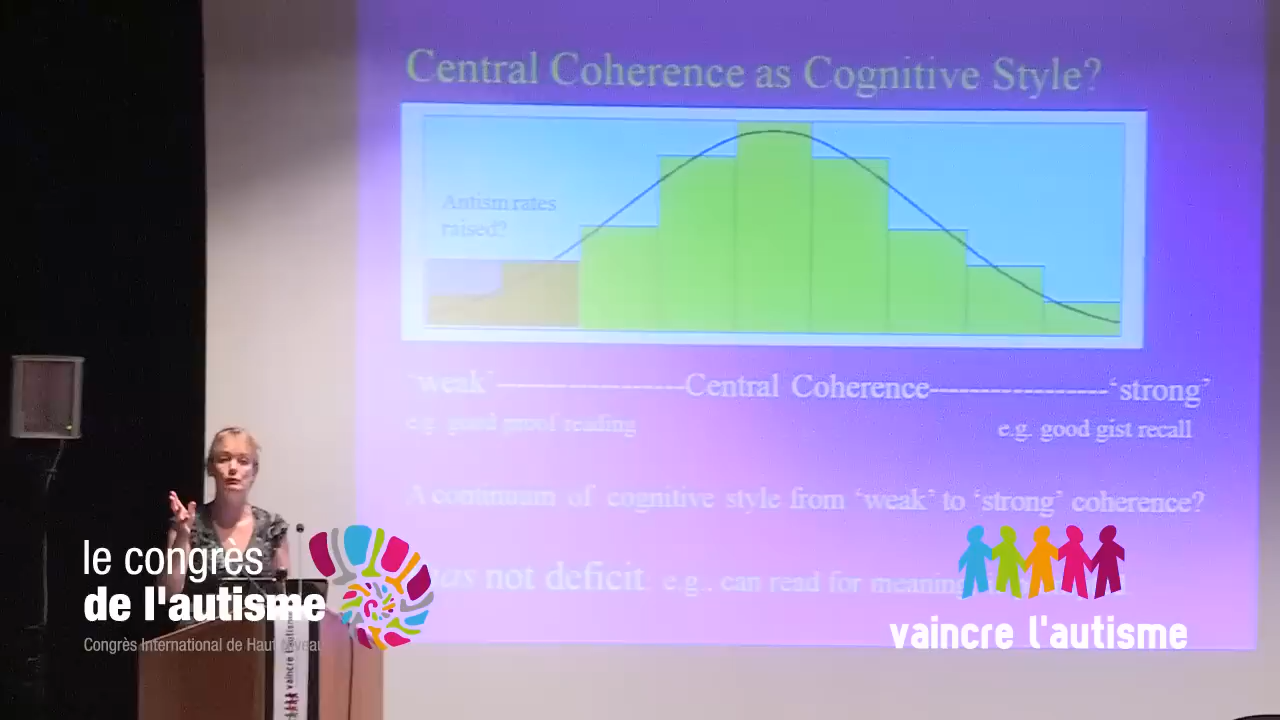 Central Coherence as Cognitive Style?
Autism rates
raised?
'weak'-----------------Central Coherence-----------------'strong'
e.g. good proof reading
e.g. good gist recall
A continuum of cognitive style from 'weak' to 'strong' coherence?
not deficit. e.g., can read for meaning
le congrès
de l'autisme
Congrès International de Haut Niveau
vaincre l'autisme
vaincre l'autisme